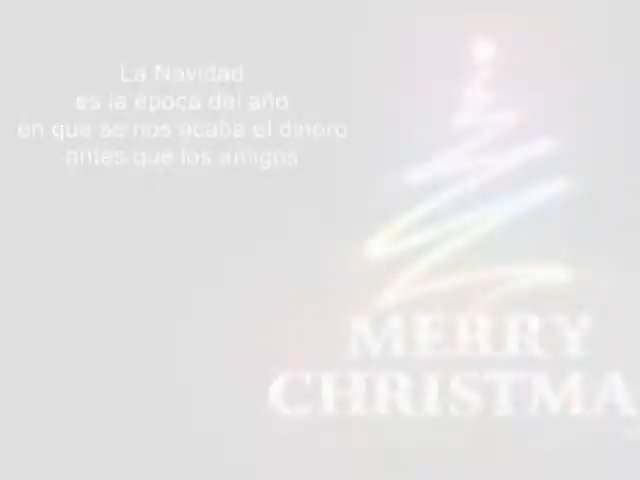 La Navidad
es la época del año
en que se nos acaba el dinero
antes que los amigos
MERRY
CHRISTMA